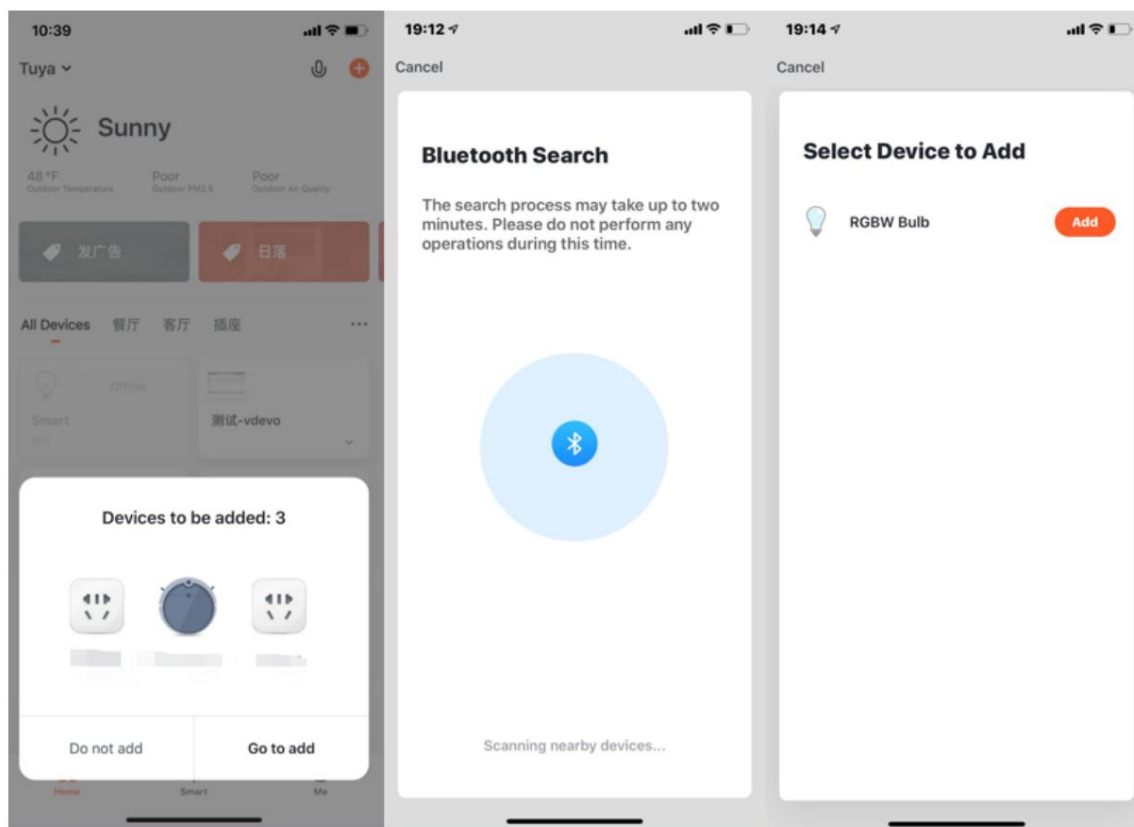 10:39
Tuya
Sunny
48 °F
Outdoor Temperature
Poor
Outdoor PM2.5
Poor
Outdoor Air Quality
发广告
日落
All Devices
餐厅
客厅
插座
Offline
Smart
餐厅
测试-vdevo
Devices to be added: 3
Do not add
Go to add
Home
Smart
Me
19:12
Cancel
Bluetooth Search
The search process may take up to two
minutes. Please do not perform any
operations during this time.
Scanning nearby devices...
19:14
Cancel
Select Device to Add
RGBW Bulb
Add